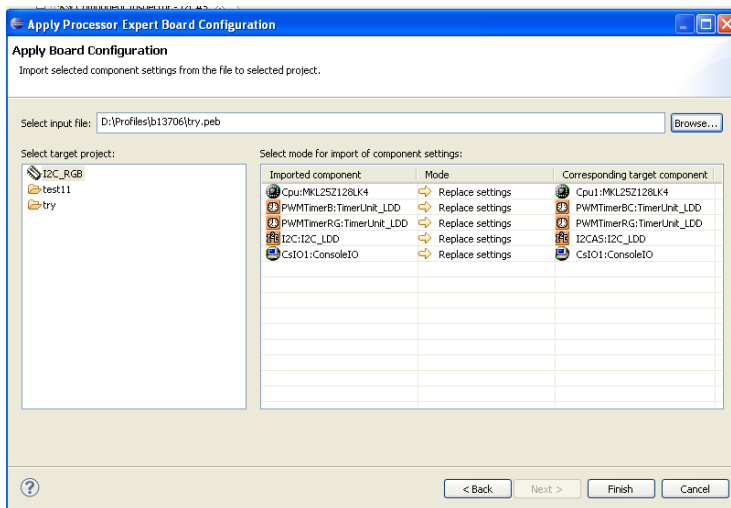 Apply Processor Expert Board Configuration
Apply Board Configuration
Import selected component settings from the file to selected project.
Select input file: D:\Profiles\b13706\try.peb Browse...
Select target project: Select mode for import of component settings:
I2C_RGB
test11
try
Imported component Mode Corresponding target component
Cpu:MKL25Z128LK4 Replace settings Cpu1:MKL25Z128LK4
PWMTimerB:TimerUnit_LDD Replace settings PWMTimerBC:TimerUnit_LDD
PWMTimerRG:TimerUnit_LDD Replace settings PWMTimerRG:TimerUnit_LDD
I2C:I2C_LDD Replace settings I2CA5:I2C_LDD
CsIO1:ConsoleIO Replace settings CsIO1:ConsoleIO
? < Back Next > Finish Cancel